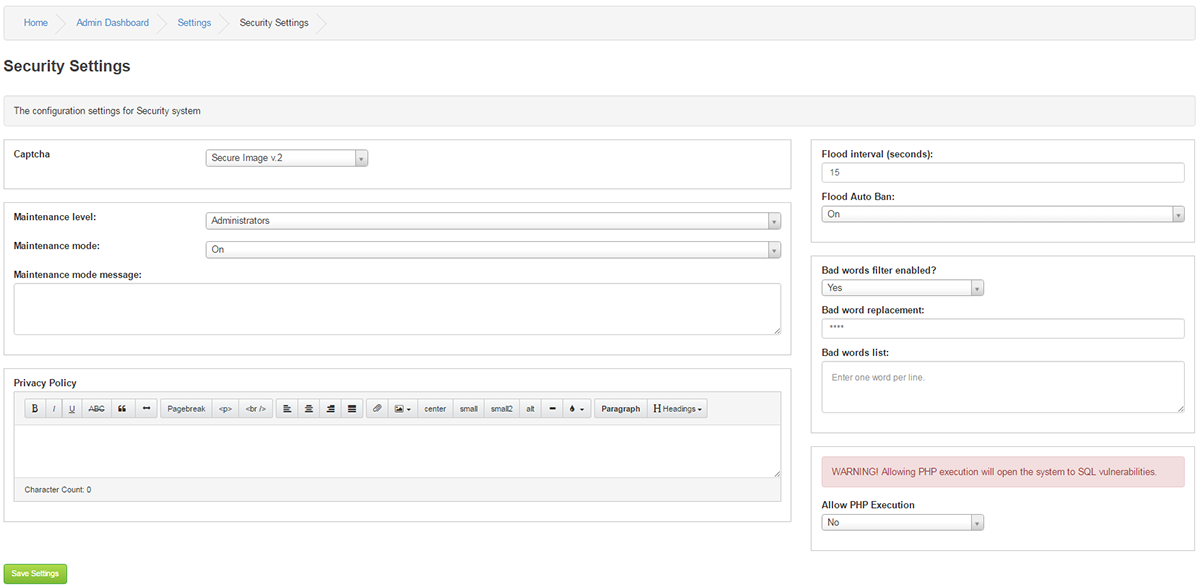 Home Admin Dashboard Settings Security Settings
Security Settings
The configuration settings for Security system
Captcha
Secure Image v.2
Maintenance level:
Administrators
Maintenance mode:
On
Maintenance mode message:
Privacy Policy
B I U ABC Pagebreak <p> <br /> center small small2 alt Paragraph H Headings
Character Count: 0
Save Settings
Flood interval (seconds):
15
Flood Auto Ban:
On
Bad words filter enabled?
Yes
Bad word replacement:
****
Bad words list:
Enter one word per line.
WARNING! Allowing PHP execution will open the system to SQL vulnerabilities.
Allow PHP Execution
No